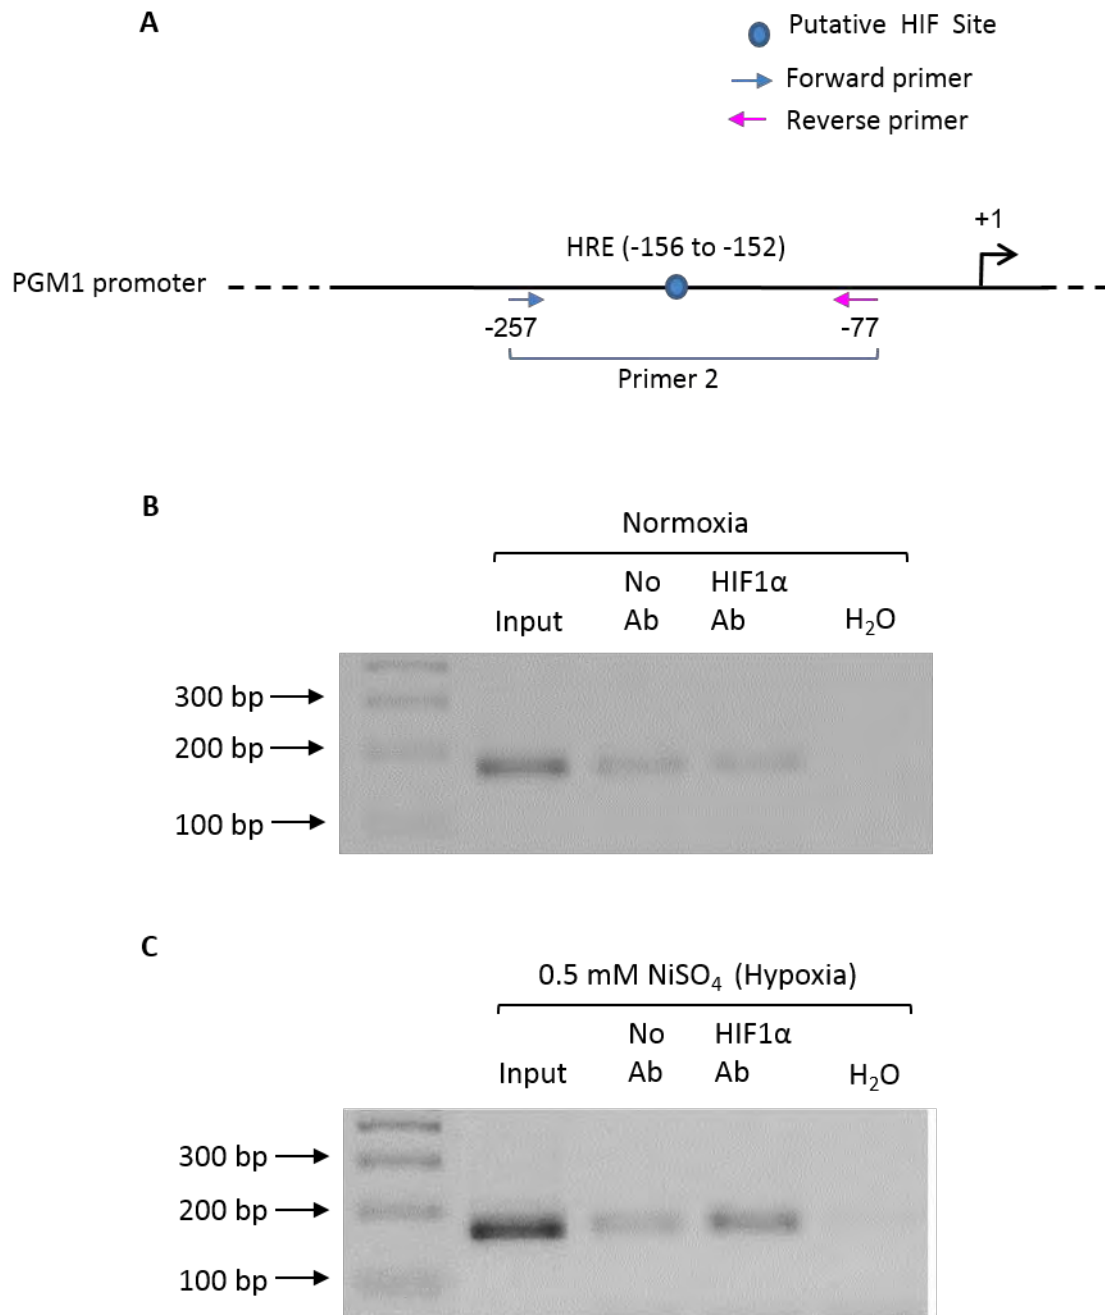 A
Putative HIF Site
Forward primer
Reverse primer
+1
HRE (-156 to -152)
PGM1 promoter
-257
-77
Primer 2
B
Normoxia
No HIF1α
Input Ab Ab H₂O
300 bp
200 bp
100 bp
C
0.5 mM NiSO₄ (Hypoxia)
No HIF1α
Input Ab Ab H₂O
300 bp
200 bp
100 bp